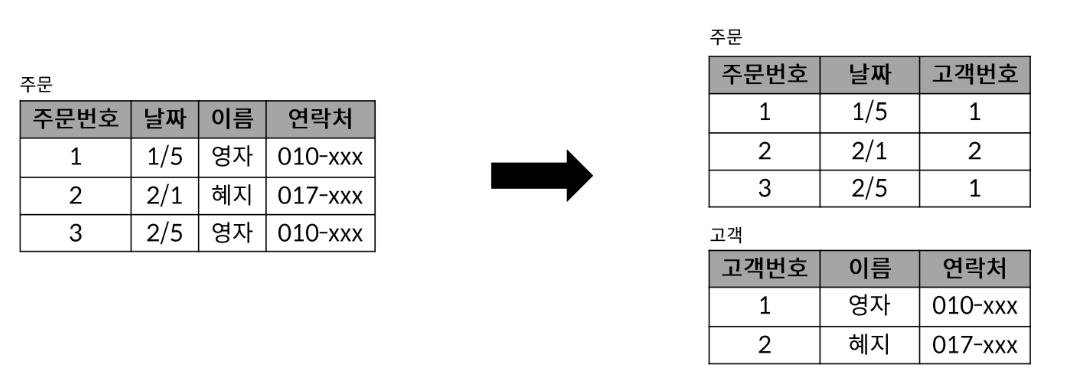 주문
주문번호 날짜 이름 연락처
1 1/5 영자 010-xxx
2 2/1 혜지 017-xxx
3 2/5 영자 010-xxx
주문
주문번호 날짜 고객번호
1 1/5 1
2 2/1 2
3 2/5 1
고객
고객번호 이름 연락처
1 영자 010-xxx
2 혜지 017-xxx